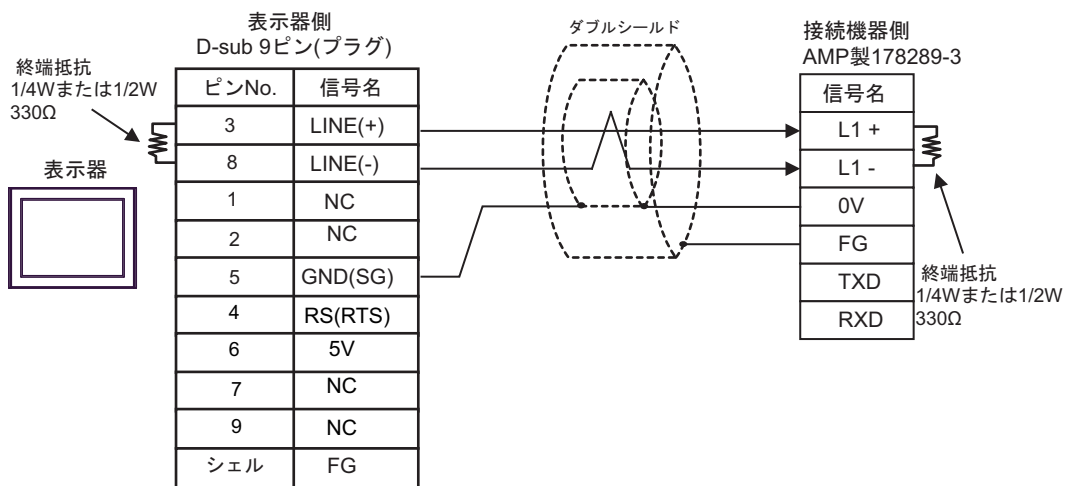 表示器側
D-sub 9ピン(プラグ)
ダブルシールド
接続機器側
AMP製178289-3
終端抵抗
1/4Wまたは1/2W
330Ω
表示器
ピンNo. 信号名
3 LINE(+)
8 LINE(-)
1 NC
2 NC
5 GND(SG)
4 RS(RTS)
6 5V
7 NC
9 NC
シェル FG
信号名
L1 +
L1 -
0V
FG
TXD
RXD
終端抵抗
1/4Wまたは1/2W
330Ω